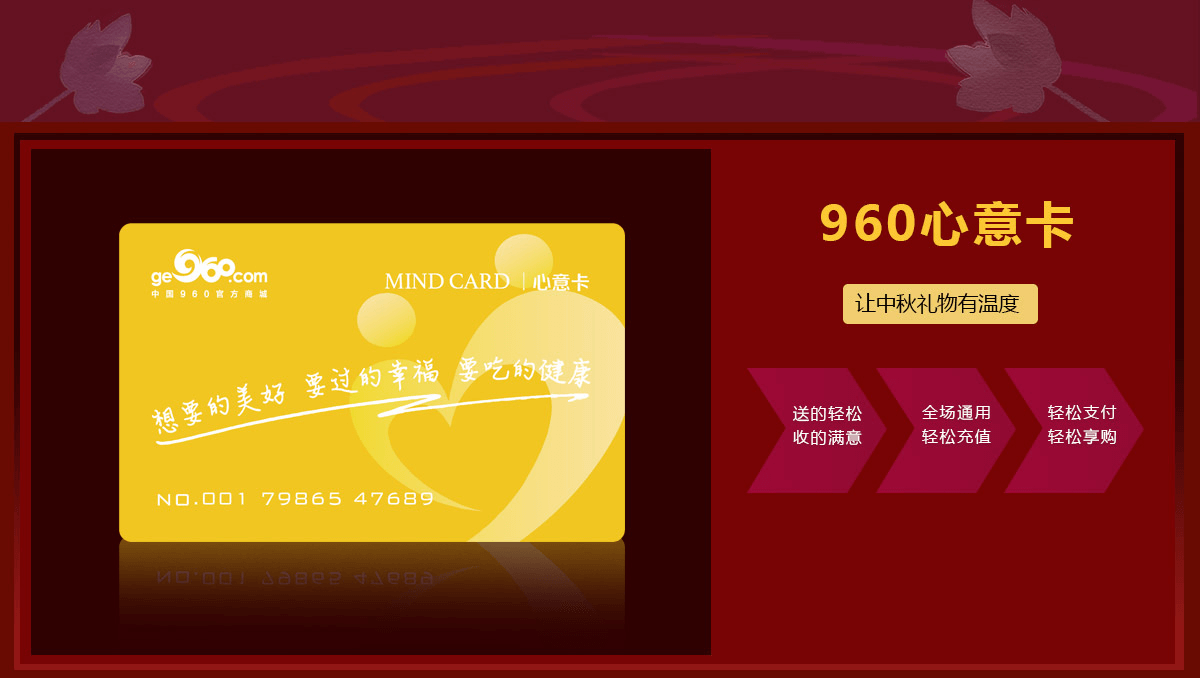 ge960.com
中国960官方商城
MIND CARD | 心意卡
想要的美好 要过的幸福 要吃的健康
NO.001 79865 47689
960心意卡
让中秋礼物有温度
送的轻松
收的满意
全场通用
轻松充值
轻松支付
轻松享购